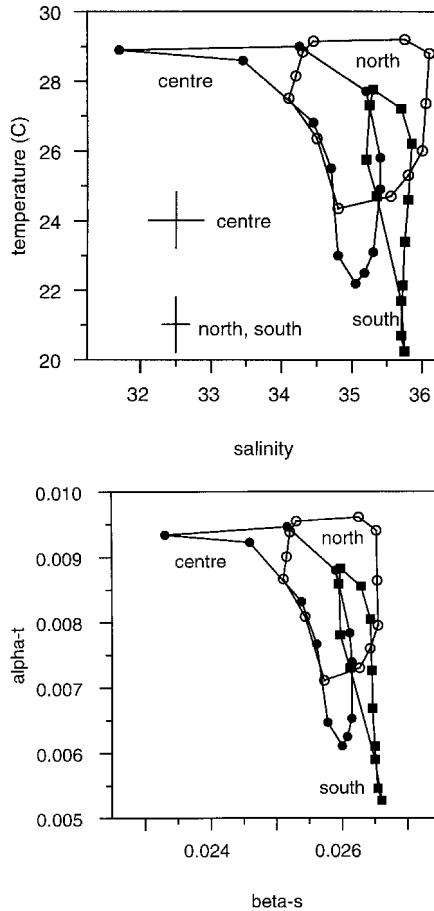 30
28
26
24
22
20
temperature (C)
north
centre
centre
north, south
south
32
33
34
35
36
salinity
0.010
0.009
0.008
0.007
0.006
0.005
alpha-t
north
centre
south
0.024
0.026
beta-s